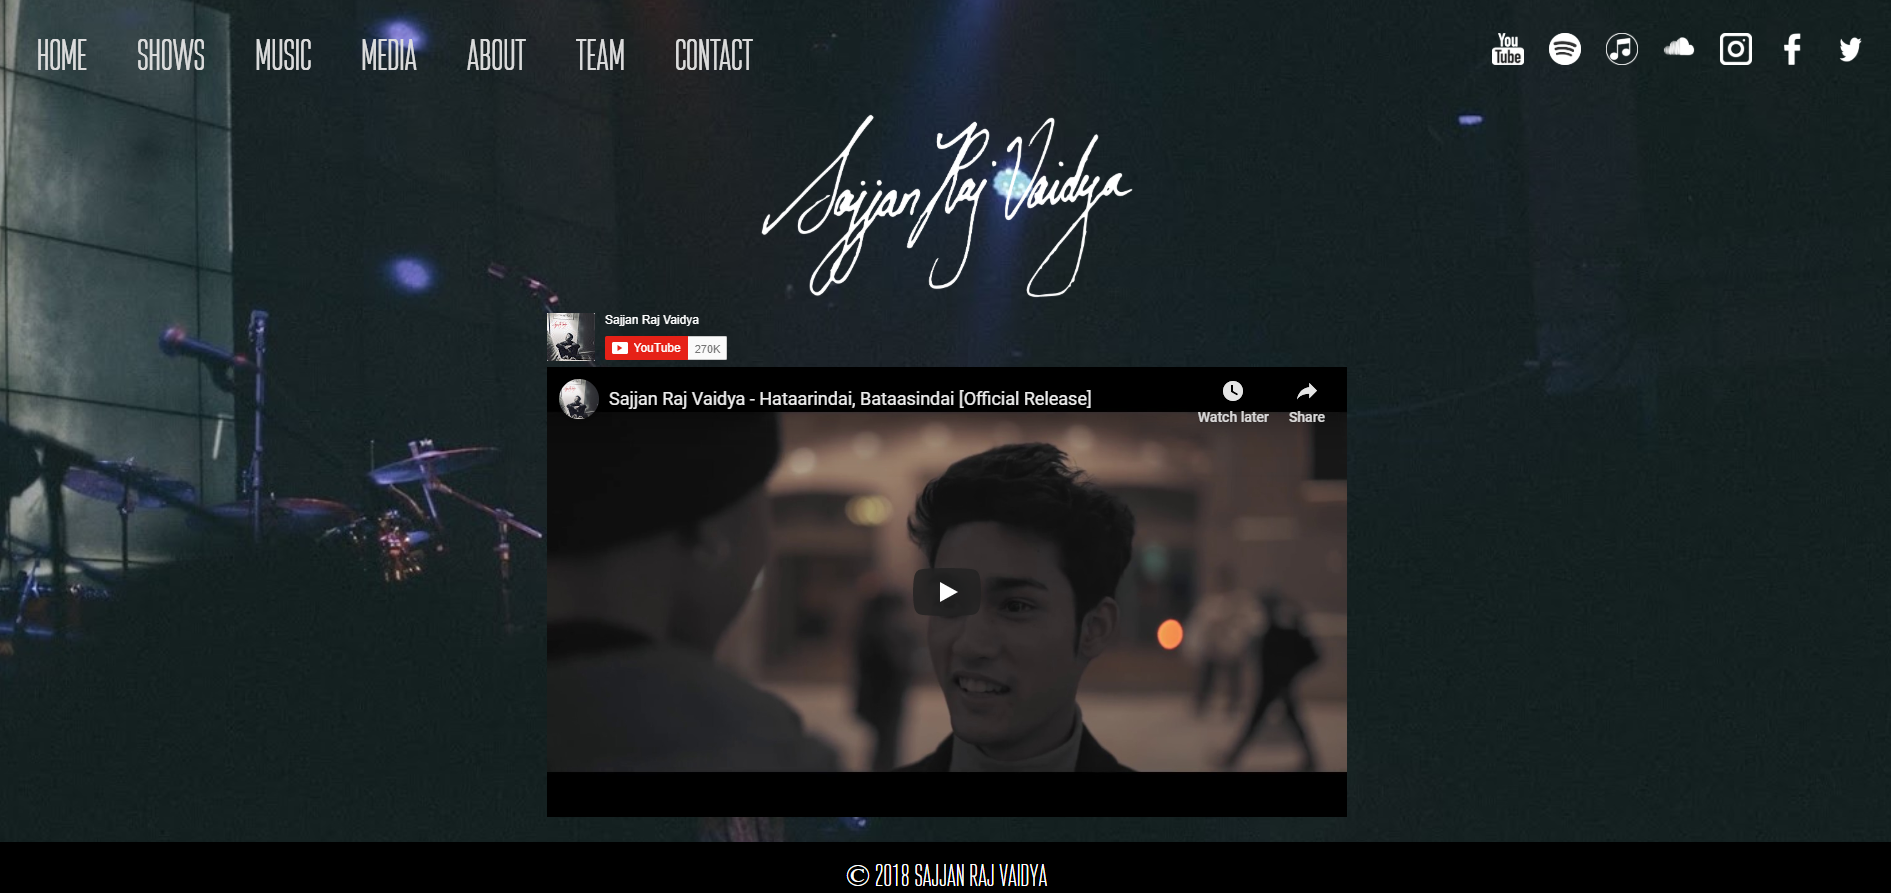 HOME SHOWS MUSIC MEDIA ABOUT TEAM CONTACT
You Tube
Sajjan Raj Vaidya
Sajjan Raj Vaidya
YouTube 270K
Sajjan Raj Vaidya - Hataarindai, Bataasindai [Official Release]
Watch later Share
© 2018 SAJJAN RAJ VAIDYA